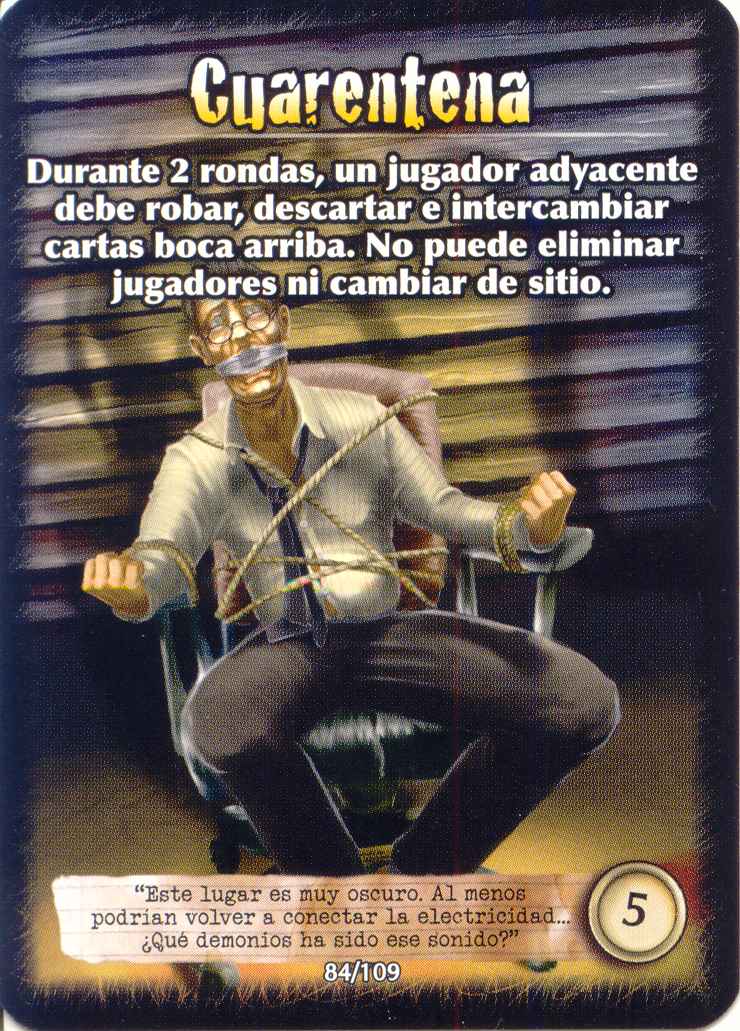 Cuarentena
Durante 2 rondas, un jugador adyacente
debe robar, descartar e intercambiar
cartas boca arriba. No puede eliminar
jugadores ni cambiar de sitio.
“Este lugar es muy oscuro. Al menos
podrían volver a conectar la electricidad...
¿Qué demonios ha sido ese sonido?”
5
84/109